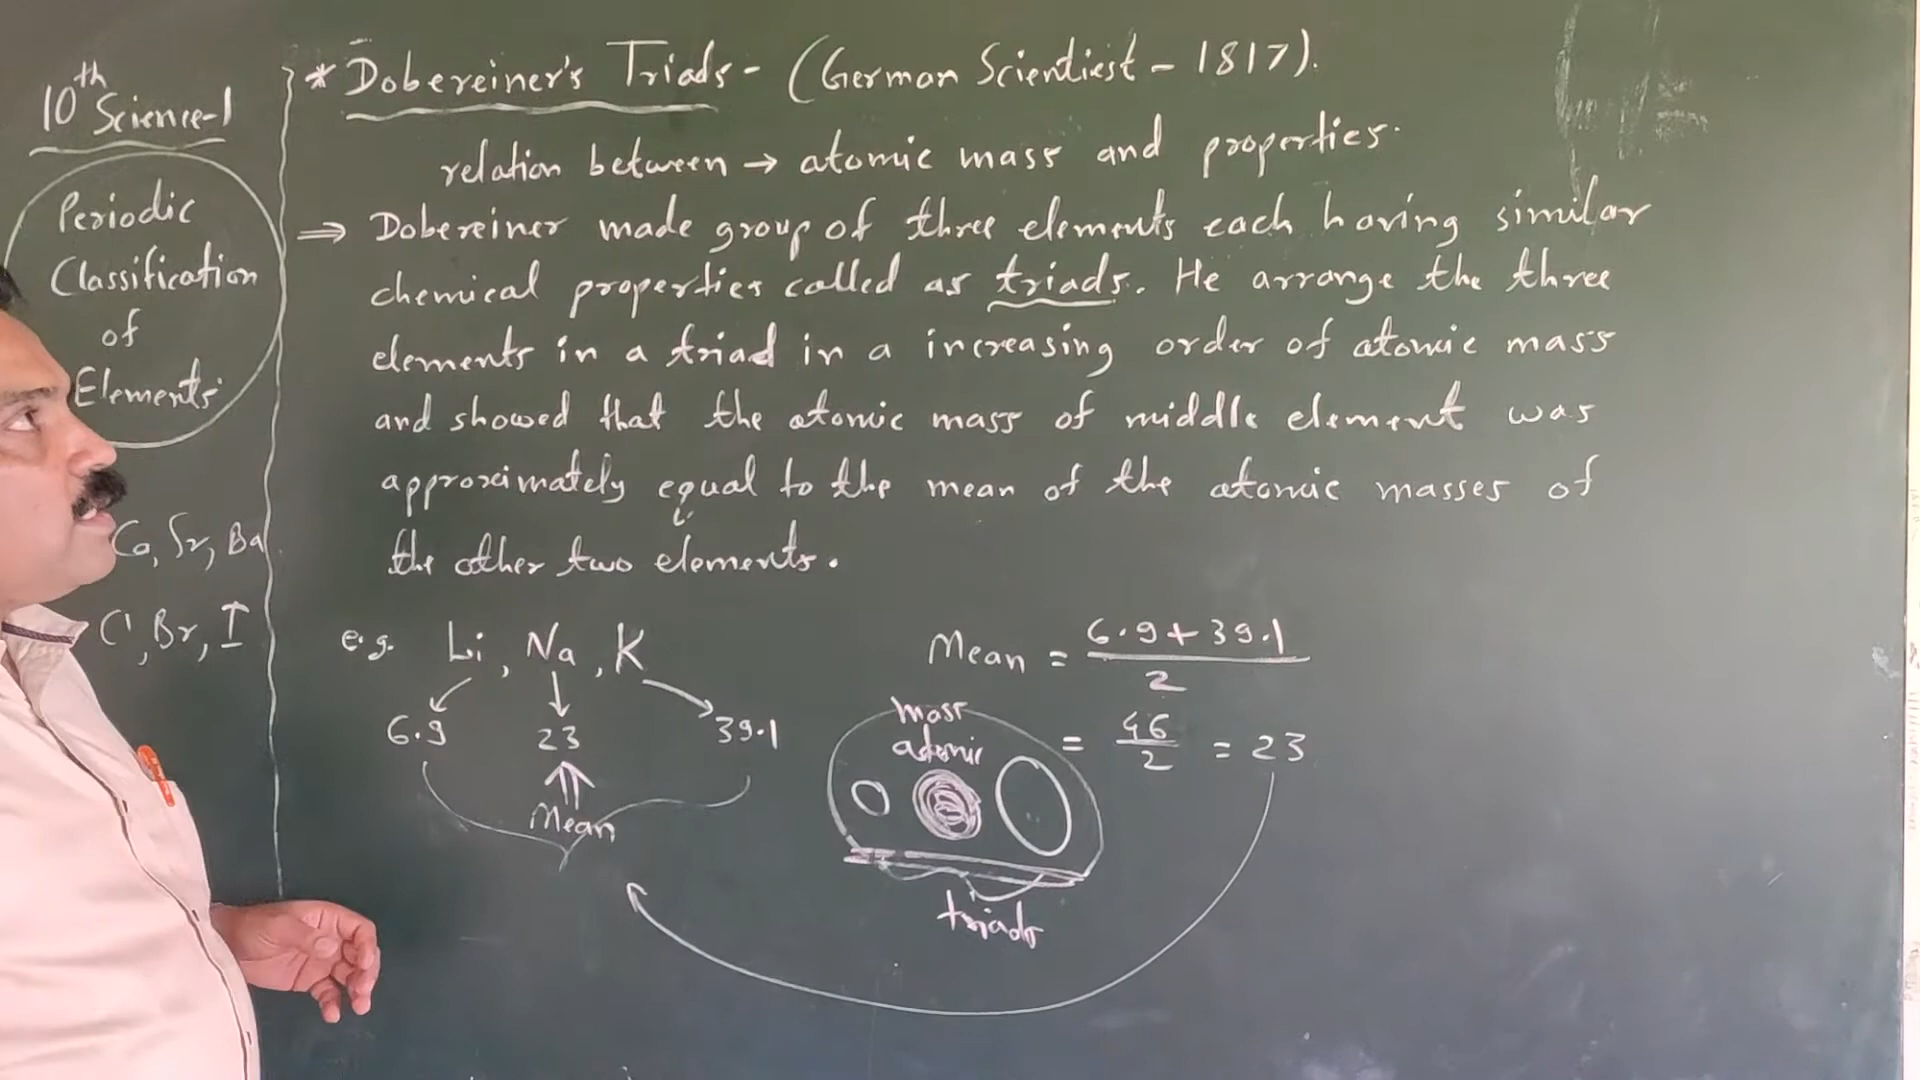 10th Science-1
Periodic
Classification
of
Elements
Ca, Sr, Ba
Cl, Br, I
* Dobereiner's Triads - (German Scientiest - 1817).
relation between → atomic mass and properties.
⇒ Dobereiner made group of three elements each having similar
chemical properties called as triads. He arrange the three
elements in a triad in a increasing order of atomic mass
and showed that the atomic mass of middle element was
approximately equal to the mean of the atomic masses of
the other two elements.
e.g. Li, Na, K
6.9 23 39.1
Mean
Mean = 6.9+39.1 / 2
= 46/2 = 23
mass
atomic
triads